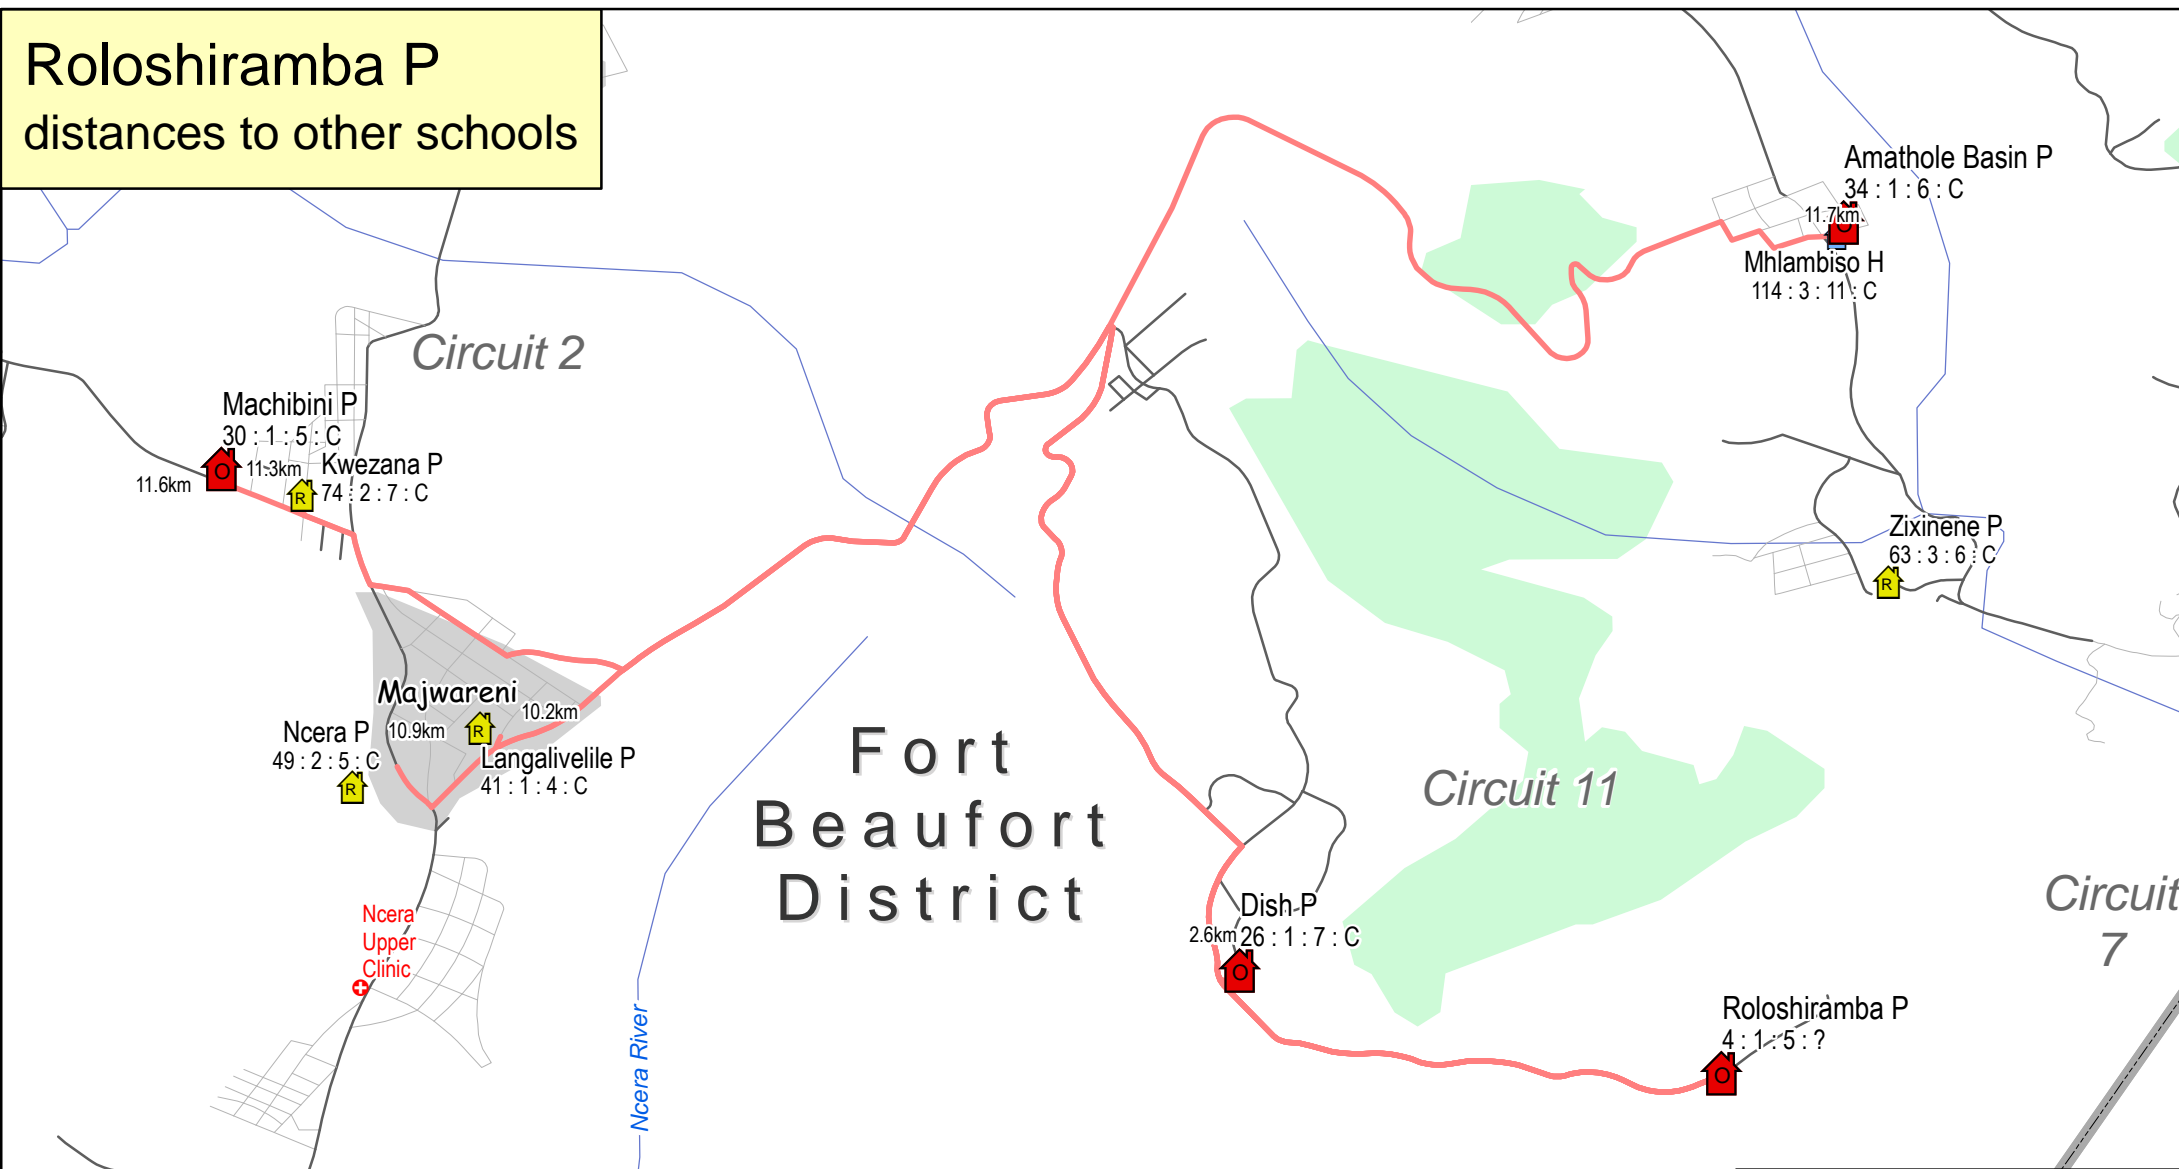 Roloshiramba P
distances to other schools
Amathole Basin P
34 : 1 : 6 : C
11.7km
O
Mhlambiso H
114 : 3 : 11 : C
Circuit 2
Machibini P
30 : 1 : 5 : C
O
11.3km
11.6km
Kwezana P
74 : 2 : 7 : C
R
Zixinene P
63 : 3 : 6 : C
R
Majwareni
10.2km
10.9km
R
Ncera P
49 : 2 : 5 : C
R
Langalivelile P
41 : 1 : 4 : C
Fort
Beaufort
District
Circuit 11
Circuit
7
Ncera
Upper
Clinic
Dish P
26 : 1 : 7 : C
2.6km
O
Ncera River
Roloshiramba P
4 : 1 : 5 : ?
O